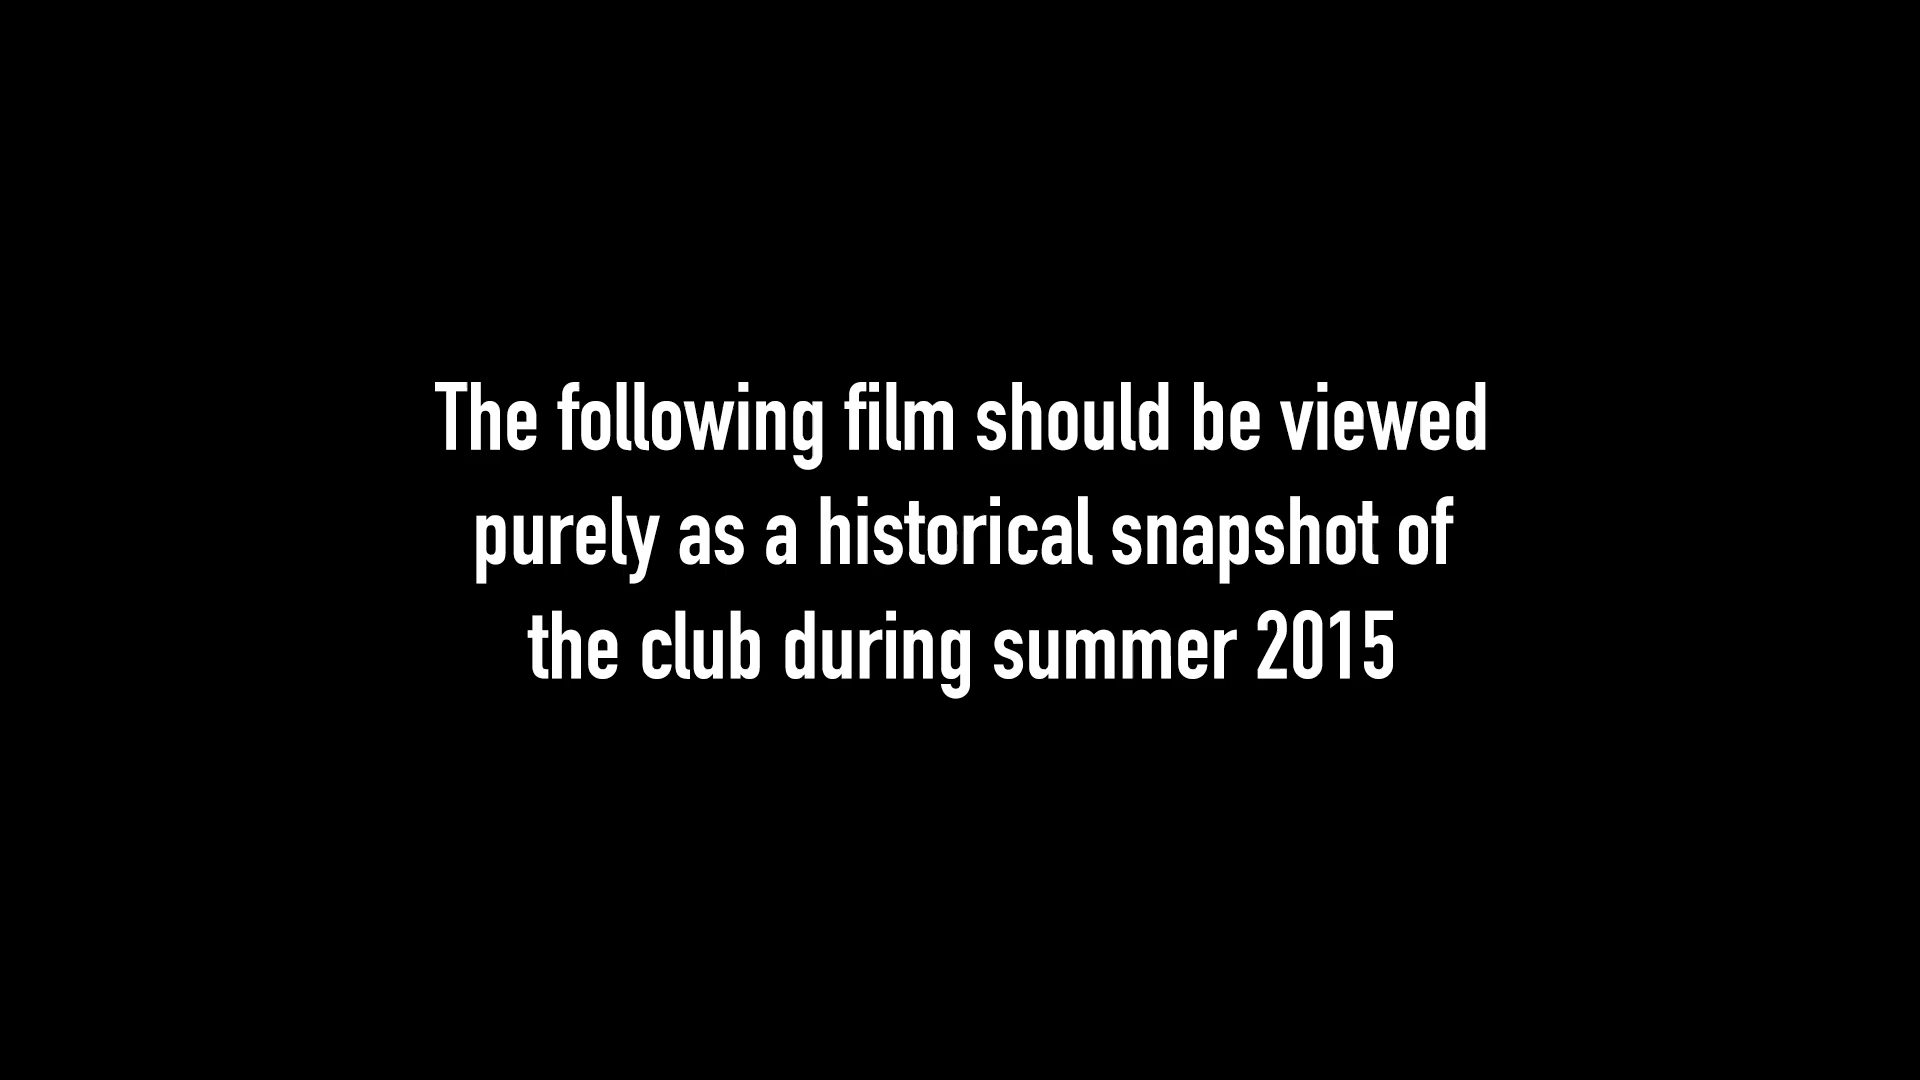 The following film should be viewed
purely as a historical snapshot of
the club during summer 2015